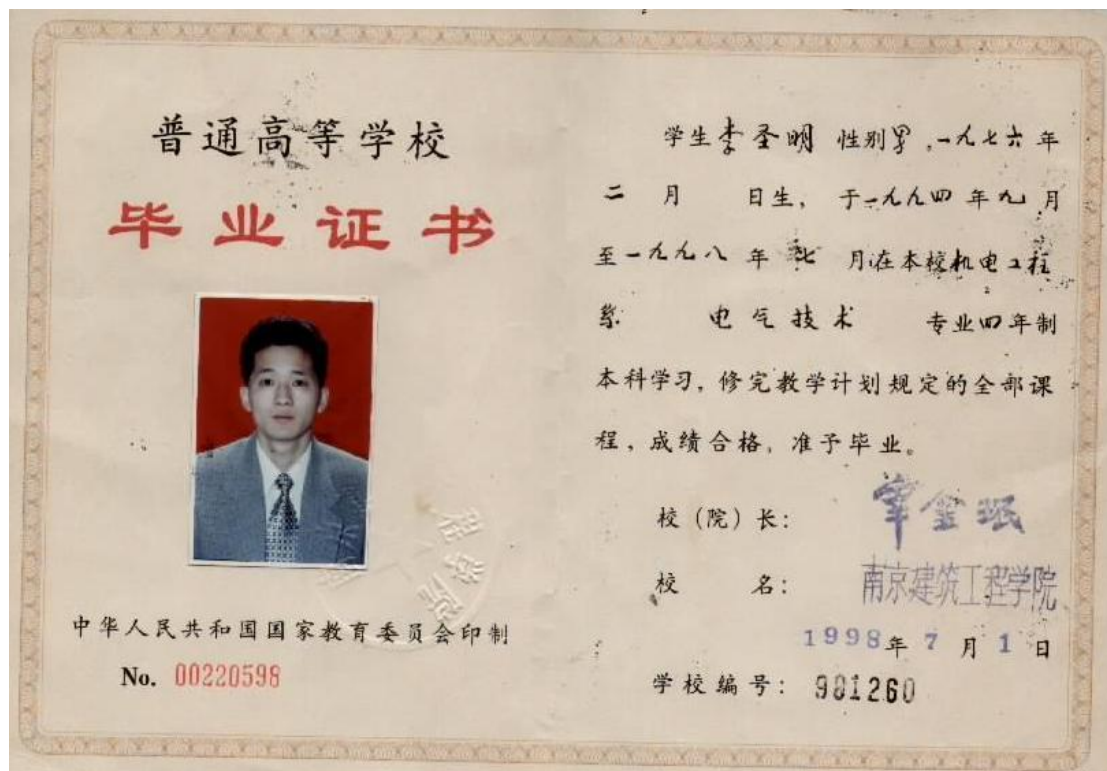 普通高等学校
毕业证书
中华人民共和国国家教育委员会印制
No. 00220598
学生李圣明 性别男，一九七六年
二 月 日生，于一九九四年九月
至一九九八年七月在本校机电工程
系 电气技术 专业四年制
本科学习，修完教学计划规定的全部课
程，成绩合格，准予毕业。
校（院）长：
校 名：南京建筑工程学院
1998年7月1日
学校编号：981260